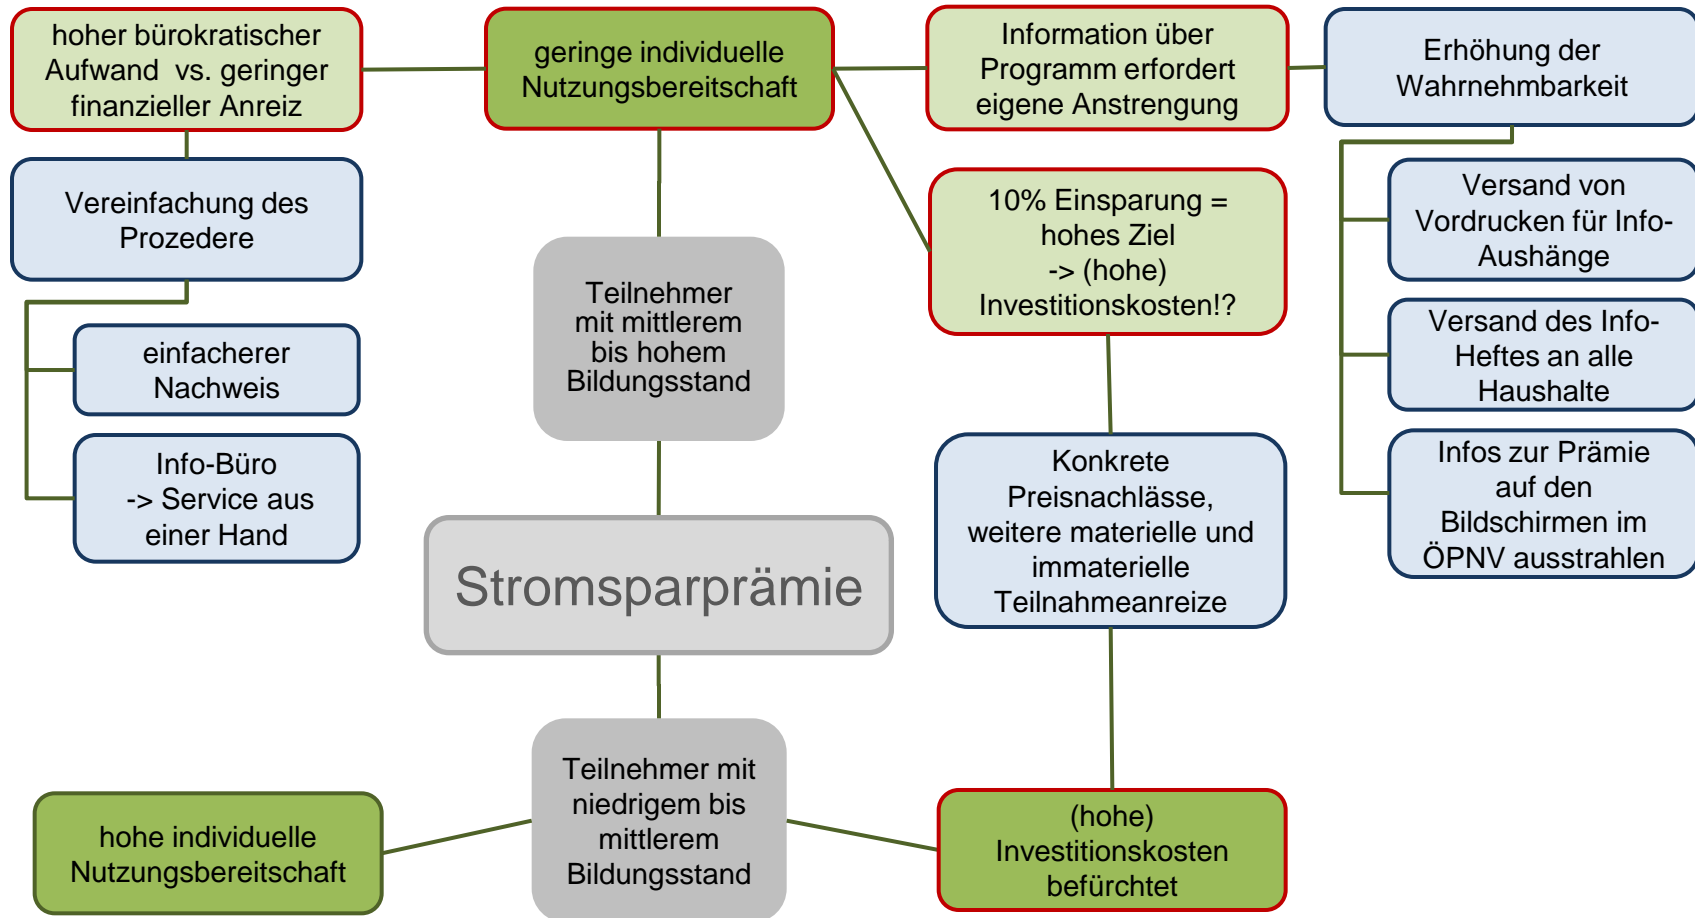 hoher bürokratischer
Aufwand vs. geringer
finanzieller Anreiz
geringe individuelle
Nutzungsbereitschaft
Information über
Programm erfordert
eigene Anstrengung
Erhöhung der
Wahrnehmbarkeit
Vereinfachung des
Prozedere
10% Einsparung =
hohes Ziel
-> (hohe)
Investitionskosten!?
Versand von
Vordrucken für Info-
Aushänge
Teilnehmer
mit mittlerem
bis hohem
Bildungsstand
einfacherer
Nachweis
Versand des Info-
Heftes an alle
Haushalte
Info-Büro
-> Service aus
einer Hand
Konkrete
Preisnachlässe,
weitere materielle und
immaterielle
Teilnahmeanreize
Infos zur Prämie
auf den
Bildschirmen im
ÖPNV ausstrahlen
Stromsparprämie
Teilnehmer mit
niedrigem bis
mittlerem
Bildungsstand
hohe individuelle
Nutzungsbereitschaft
(hohe)
Investitionskosten
befürchtet